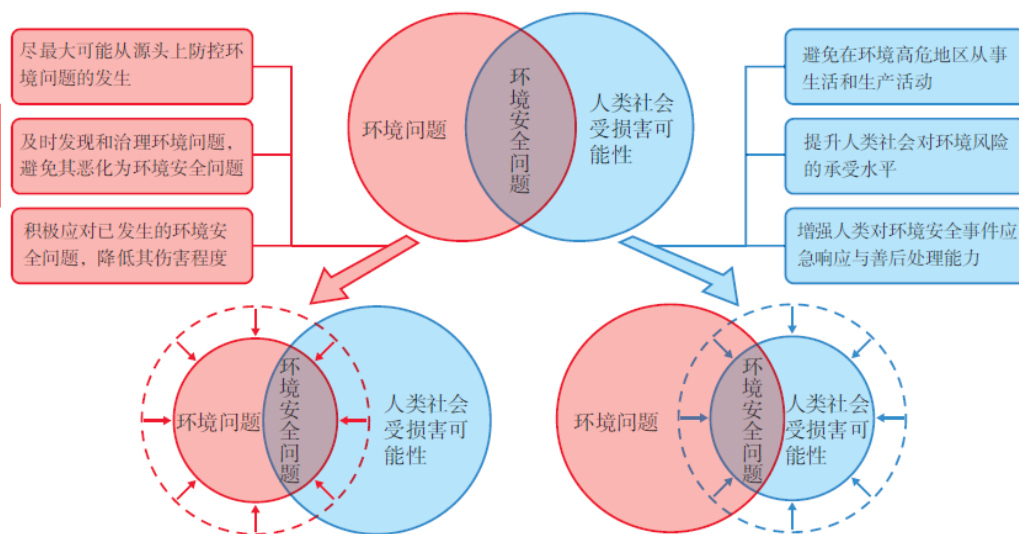 尽最大可能从源头上防控环
境问题的发生
及时发现和治理环境问题,
避免其恶化为环境安全问题
积极应对已发生的环境安
全问题，降低其伤害程度
环境问题
环境安全问题
人类社会
受损害可
能性
避免在环境高危地区从事
生活和生产活动
提升人类社会对环境风险
的承受水平
增强人类对环境安全事件应
急响应与善后处理能力
环境问题
环境安全问题
人类社会
受损害可
能性
环境问题
环境安全问题
人类社会
受损害可
能性